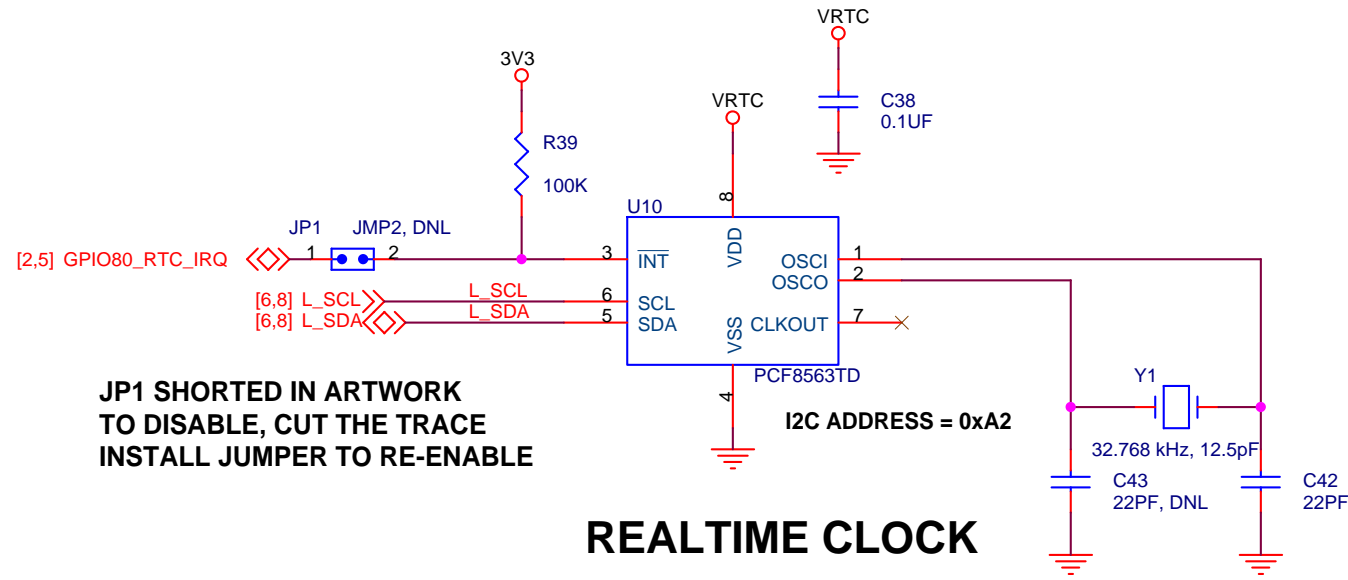 VRTC
3V3
VRTC
C38
0.1UF
R39
100K
8
U10
JP1
JMP2, DNL
[2,5] GPIO80_RTC_IRQ
1
2
3
INT
VDD
OSCI
1
OSCO
2
[6,8] L_SCL
L_SCL
6
SCL
[6,8] L_SDA
L_SDA
5
SDA
VSS
CLKOUT
7
PCF8563TD
4
Y1
JP1 SHORTED IN ARTWORK
TO DISABLE, CUT THE TRACE
INSTALL JUMPER TO RE-ENABLE
I2C ADDRESS = 0xA2
32.768 kHz, 12.5pF
C43
22PF, DNL
C42
22PF
REALTIME CLOCK